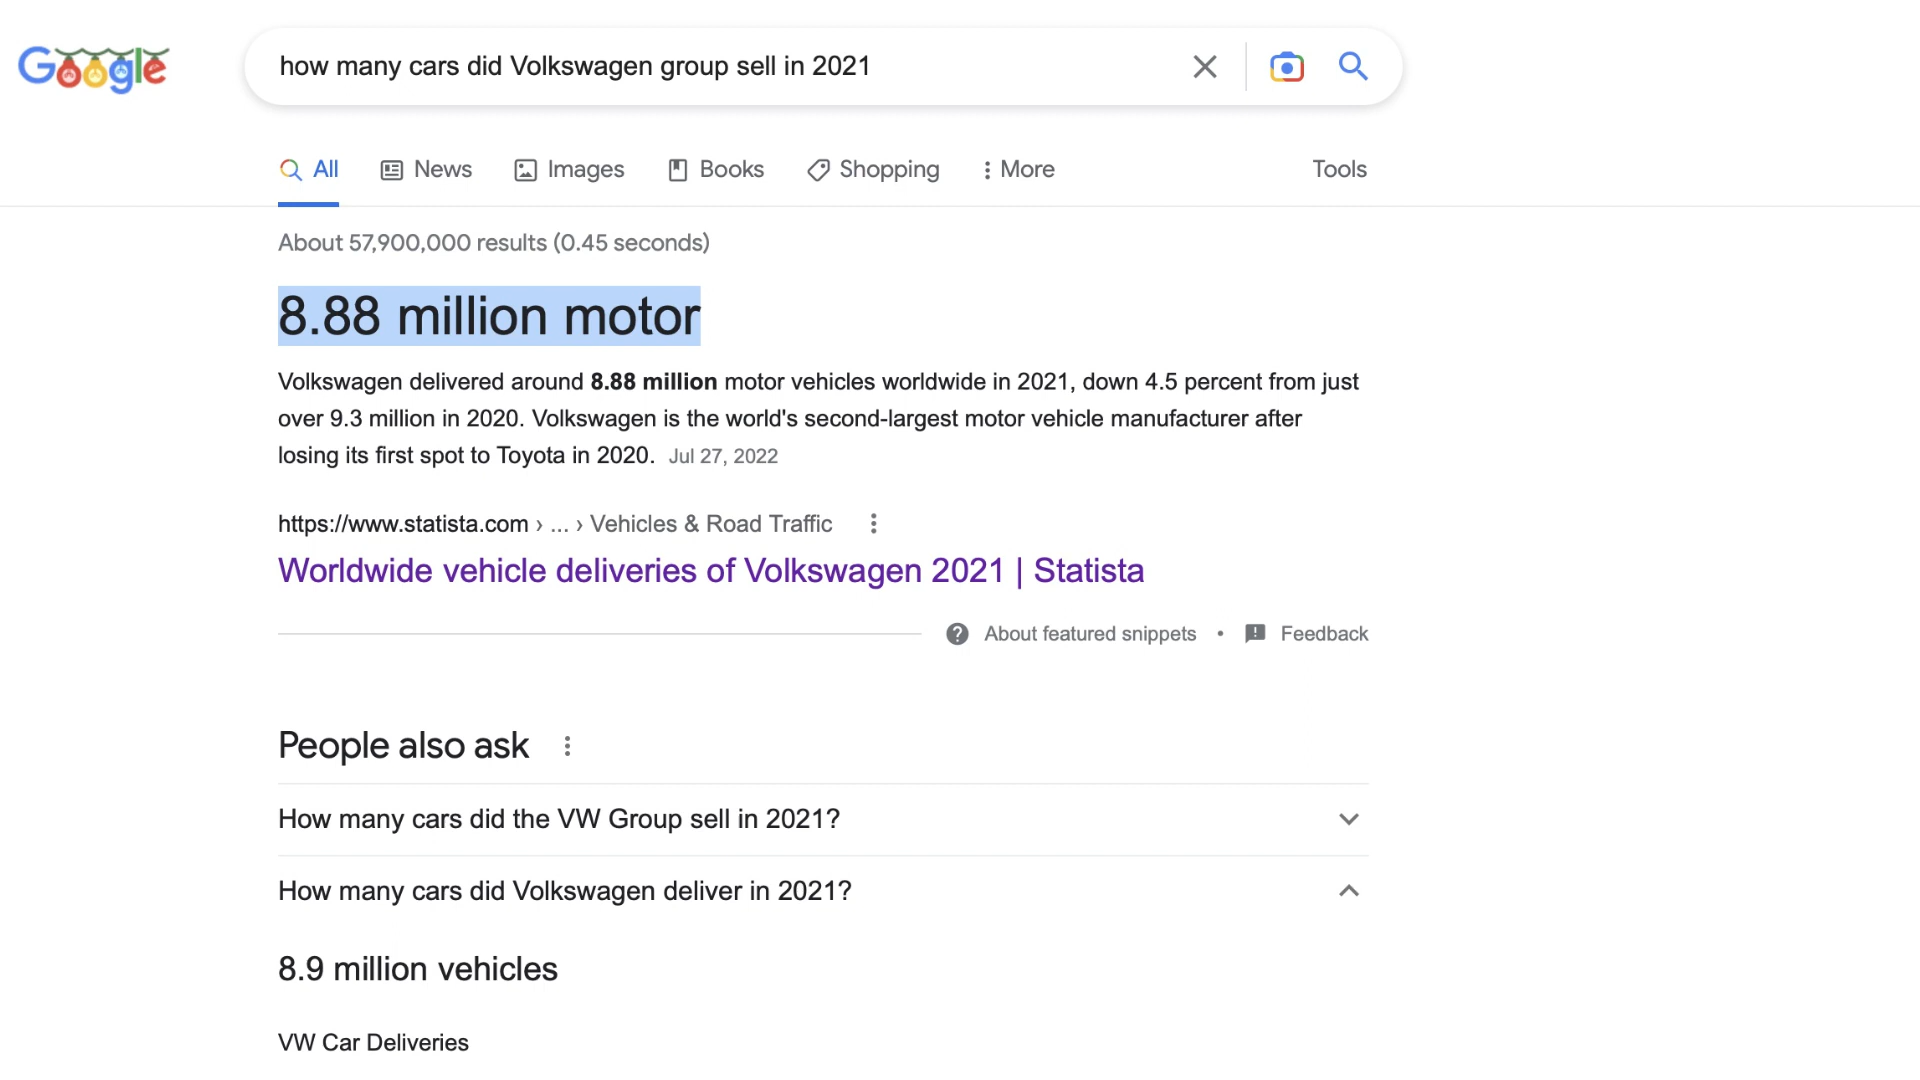 Google
how many cars did Volkswagen group sell in 2021
All News Images Books Shopping More Tools
About 57,900,000 results (0.45 seconds)
8.88 million motor
Volkswagen delivered around 8.88 million motor vehicles worldwide in 2021, down 4.5 percent from just
over 9.3 million in 2020. Volkswagen is the world's second-largest motor vehicle manufacturer after
losing its first spot to Toyota in 2020. Jul 27, 2022
https://www.statista.com › ... › Vehicles & Road Traffic
Worldwide vehicle deliveries of Volkswagen 2021 | Statista
About featured snippets • Feedback
People also ask
How many cars did the VW Group sell in 2021?
How many cars did Volkswagen deliver in 2021?
8.9 million vehicles
VW Car Deliveries